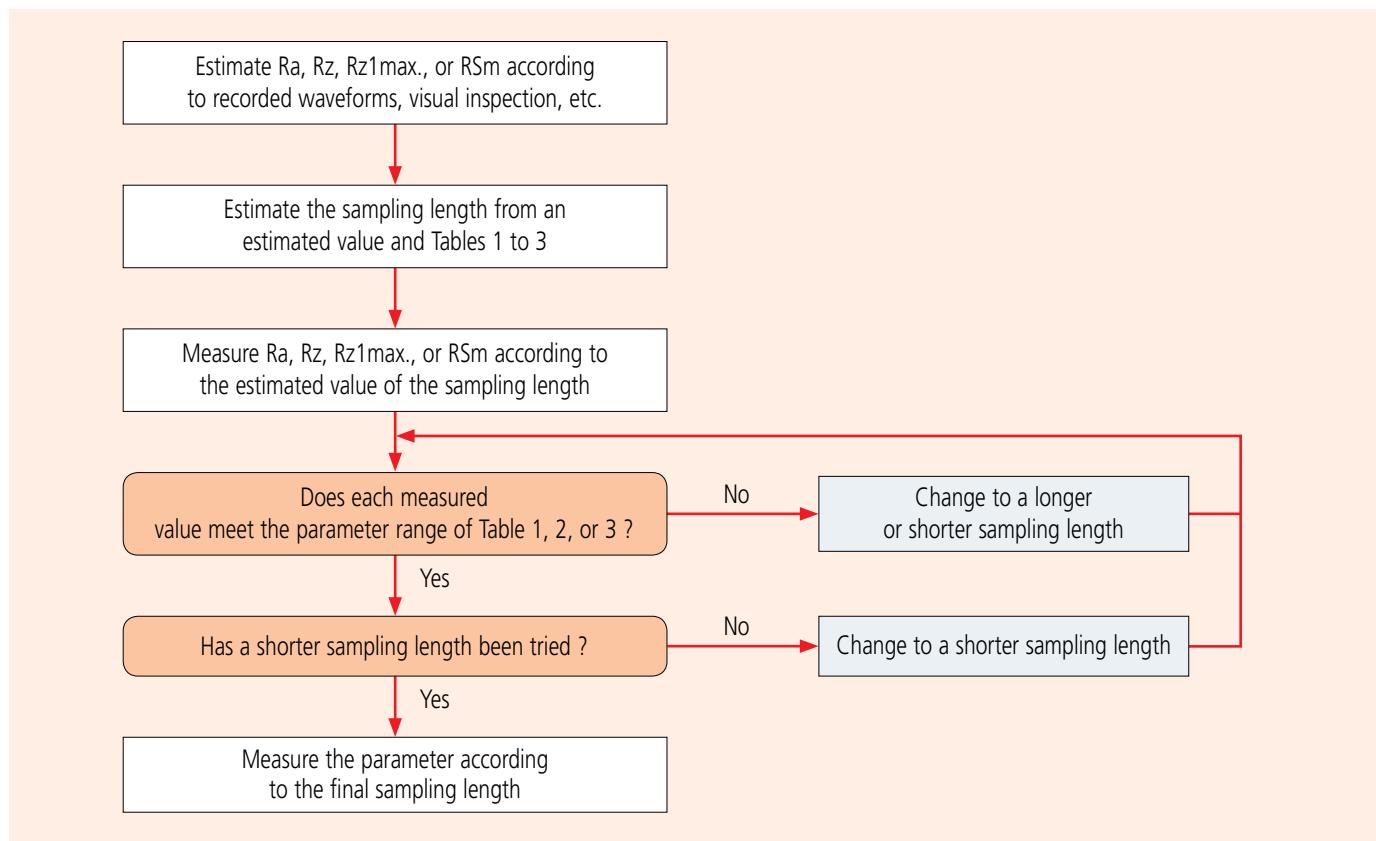 Estimate Ra, Rz, Rz1max., or RSm according
to recorded waveforms, visual inspection, etc.
Estimate the sampling length from an
estimated value and Tables 1 to 3
Measure Ra, Rz, Rz1max., or RSm according to
the estimated value of the sampling length
Does each measured
value meet the parameter range of Table 1, 2, or 3 ?
No
Change to a longer
or shorter sampling length
Yes
Has a shorter sampling length been tried ?
No
Change to a shorter sampling length
Yes
Measure the parameter according
to the final sampling length